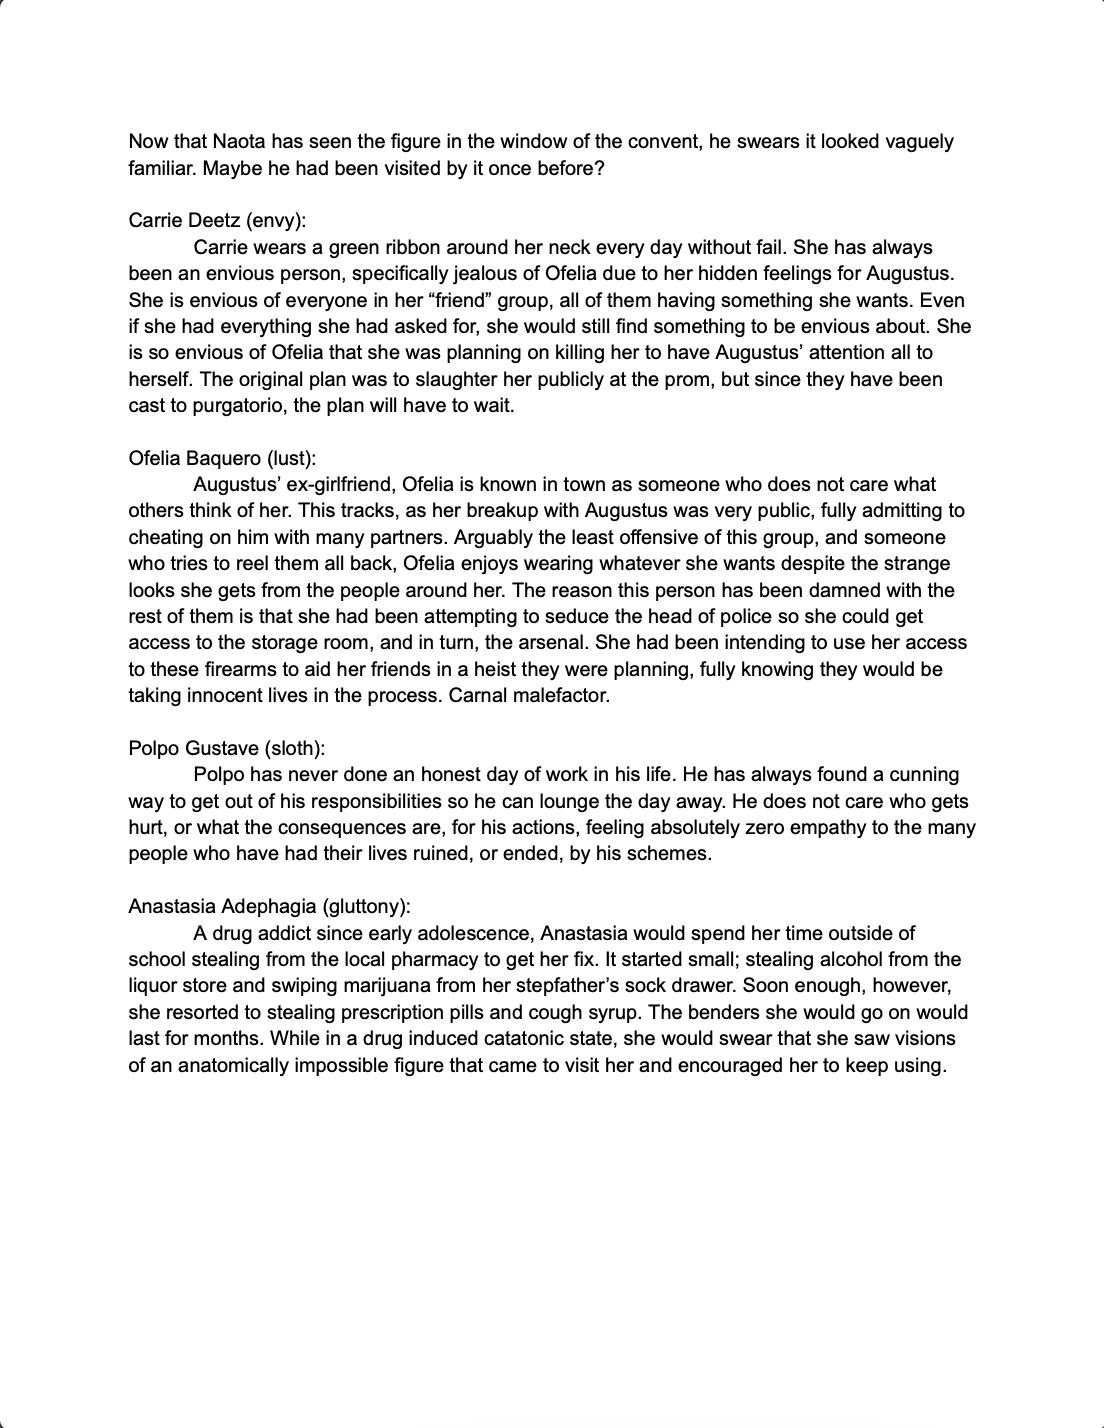 Now that Naota has seen the figure in the window of the convent, he swears it looked vaguely
familiar. Maybe he had been visited by it once before?
Carrie Deetz (envy):
Carrie wears a green ribbon around her neck every day without fail. She has always
been an envious person, specifically jealous of Ofelia due to her hidden feelings for Augustus.
She is envious of everyone in her “friend” group, all of them having something she wants. Even
if she had everything she had asked for, she would still find something to be envious about. She
is so envious of Ofelia that she was planning on killing her to have Augustus’ attention all to
herself. The original plan was to slaughter her publicly at the prom, but since they have been
cast to purgatorio, the plan will have to wait.
Ofelia Baquero (lust):
Augustus’ ex-girlfriend, Ofelia is known in town as someone who does not care what
others think of her. This tracks, as her breakup with Augustus was very public, fully admitting to
cheating on him with many partners. Arguably the least offensive of this group, and someone
who tries to reel them all back, Ofelia enjoys wearing whatever she wants despite the strange
looks she gets from the people around her. The reason this person has been damned with the
rest of them is that she had been attempting to seduce the head of police so she could get
access to the storage room, and in turn, the arsenal. She had been intending to use her access
to these firearms to aid her friends in a heist they were planning, fully knowing they would be
taking innocent lives in the process. Carnal malefactor.
Polpo Gustave (sloth):
Polpo has never done an honest day of work in his life. He has always found a cunning
way to get out of his responsibilities so he can lounge the day away. He does not care who gets
hurt, or what the consequences are, for his actions, feeling absolutely zero empathy to the many
people who have had their lives ruined, or ended, by his schemes.
Anastasia Adephagia (gluttony):
A drug addict since early adolescence, Anastasia would spend her time outside of
school stealing from the local pharmacy to get her fix. It started small; stealing alcohol from the
liquor store and swiping marijuana from her stepfather’s sock drawer. Soon enough, however,
she resorted to stealing prescription pills and cough syrup. The benders she would go on would
last for months. While in a drug induced catatonic state, she would swear that she saw visions
of an anatomically impossible figure that came to visit her and encouraged her to keep using.